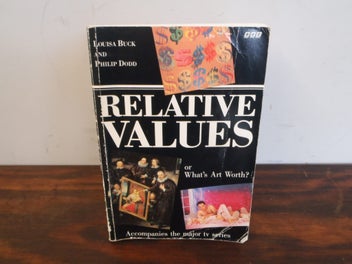 LOUISA BUCK
AND
PHILIP DODD
BBC
RELATIVE
VALUES
or
What's Art Worth?
Accompanies the major tv series